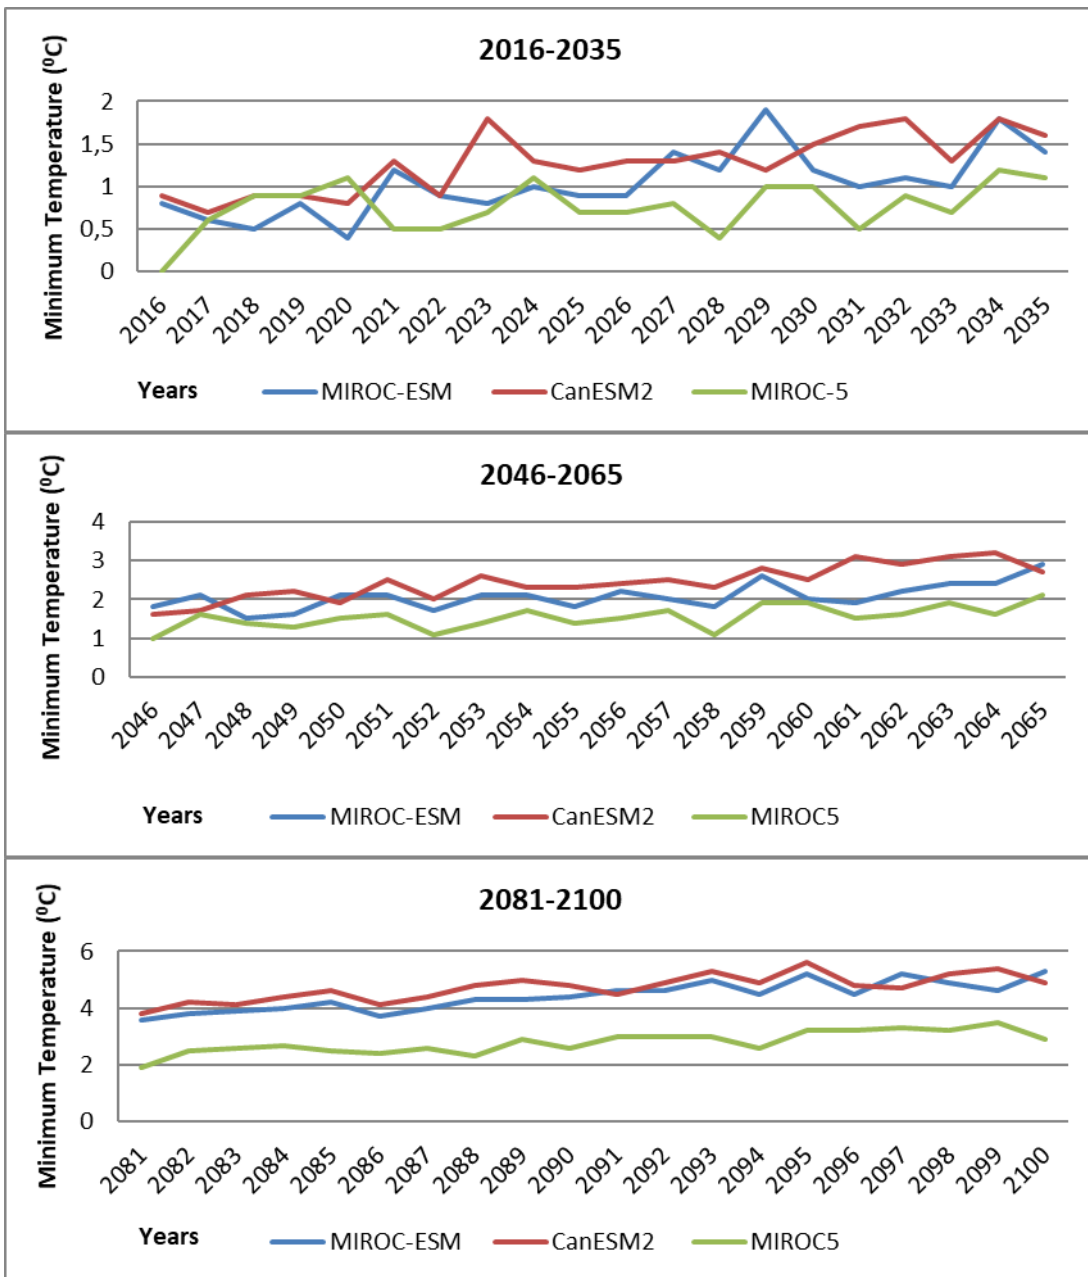 2016-2035
Minimum Temperature (⁰C)
2
1,5
1
0,5
0
2016 2017 2018 2019 2020 2021 2022 2023 2024 2025 2026 2027 2028 2029 2030 2031 2032 2033 2034 2035
Years MIROC-ESM CanESM2 MIROC-5
2046-2065
Minimum Temperature (⁰C)
4
3
2
1
0
2046 2047 2048 2049 2050 2051 2052 2053 2054 2055 2056 2057 2058 2059 2060 2061 2062 2063 2064 2065
Years MIROC-ESM CanESM2 MIROC5
2081-2100
Minimum Temperature (⁰C)
6
4
2
0
2081 2082 2083 2084 2085 2086 2087 2088 2089 2090 2091 2092 2093 2094 2095 2096 2097 2098 2099 2100
Years MIROC-ESM CanESM2 MIROC5